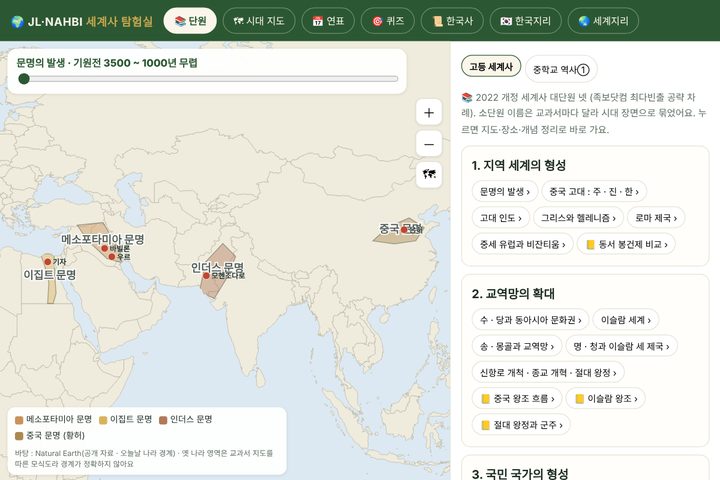 🌍 JL·NAHBI 세계사 탐험실
📚 단원
🗺 시대 지도
📅 연표
🎯 퀴즈
📜 한국사
🇰🇷 한국지리
🌏 세계지리
문명의 발생 · 기원전 3500 ~ 1000년 무렵
+
−
메소포타미아 문명
바빌론
우르
기자
이집트 문명
인더스 문명
모헨조다로
중국 문명
메소포타미아 문명
이집트 문명
인더스 문명
중국 문명 (황허)
바탕 : Natural Earth(공개 자료 · 오늘날 나라 경계) · 옛 나라 영역은 교과서 지도를
따른 모식도라 경계가 정확하지 않아요
고등 세계사
중학교 역사①
📚 2022 개정 세계사 대단원 넷 (족보닷컴 최다빈출 공략 차
례). 소단원 이름은 교과서마다 달라 시대 장면으로 묶었어요. 누
르면 지도·장소·개념 정리로 바로 가요.
1. 지역 세계의 형성
문명의 발생 ›
중국 고대 : 주 · 진 · 한 ›
고대 인도 ›
그리스와 헬레니즘 ›
로마 제국 ›
중세 유럽과 비잔티움 ›
📒 동서 봉건제 비교 ›
2. 교역망의 확대
수 · 당과 동아시아 문화권 ›
이슬람 세계 ›
송 · 몽골과 교역망 ›
명 · 청과 이슬람 세 제국 ›
신항로 개척 · 종교 개혁 · 절대 왕정 ›
📒 중국 왕조 흐름 ›
📒 이슬람 왕조 ›
📒 절대 왕정과 군주 ›
3. 국민 국가의 형성